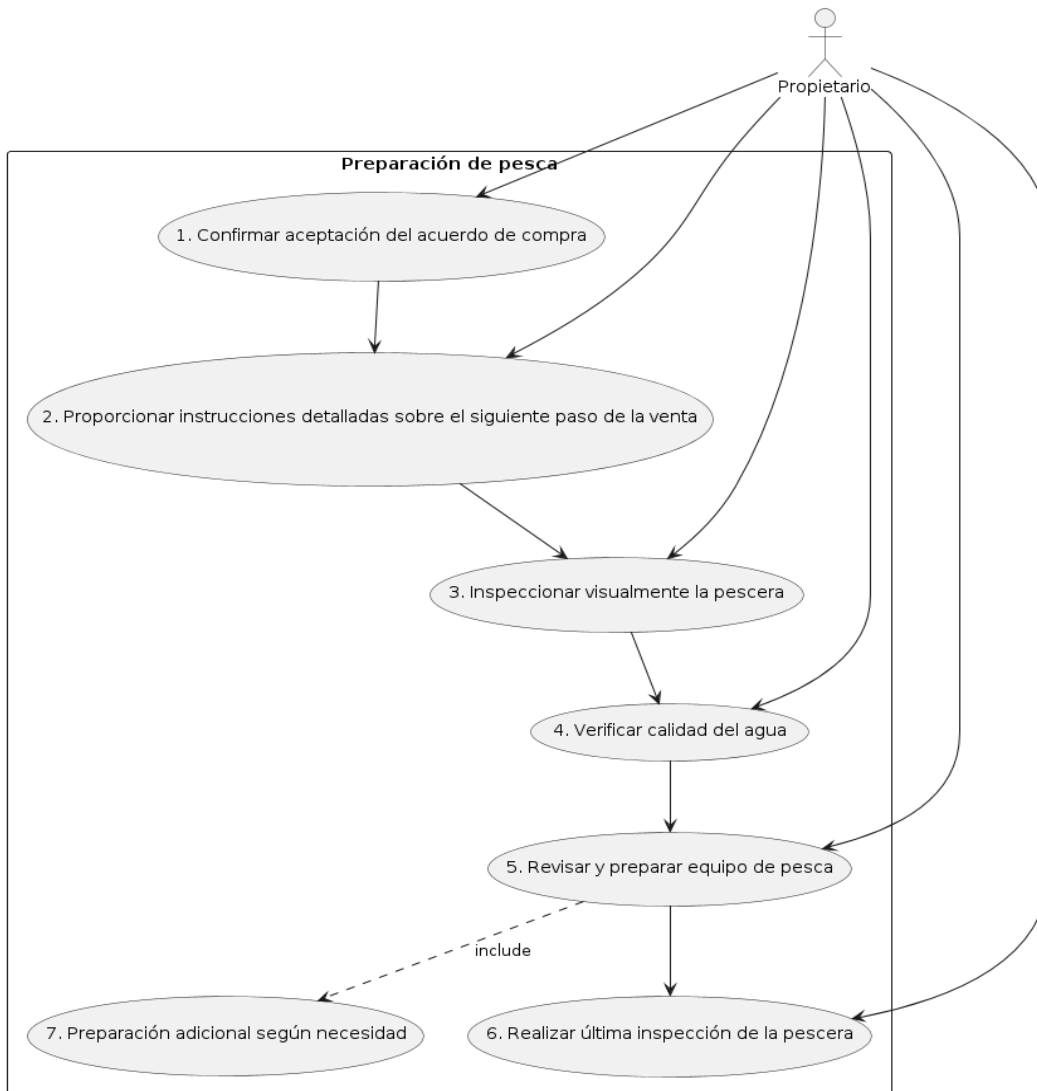 Propietario
Preparación de pesca
1. Confirmar aceptación del acuerdo de compra
2. Proporcionar instrucciones detalladas sobre el siguiente paso de la venta
3. Inspeccionar visualmente la pescera
4. Verificar calidad del agua
5. Revisar y preparar equipo de pesca
include
7. Preparación adicional según necesidad
6. Realizar última inspección de la pescera